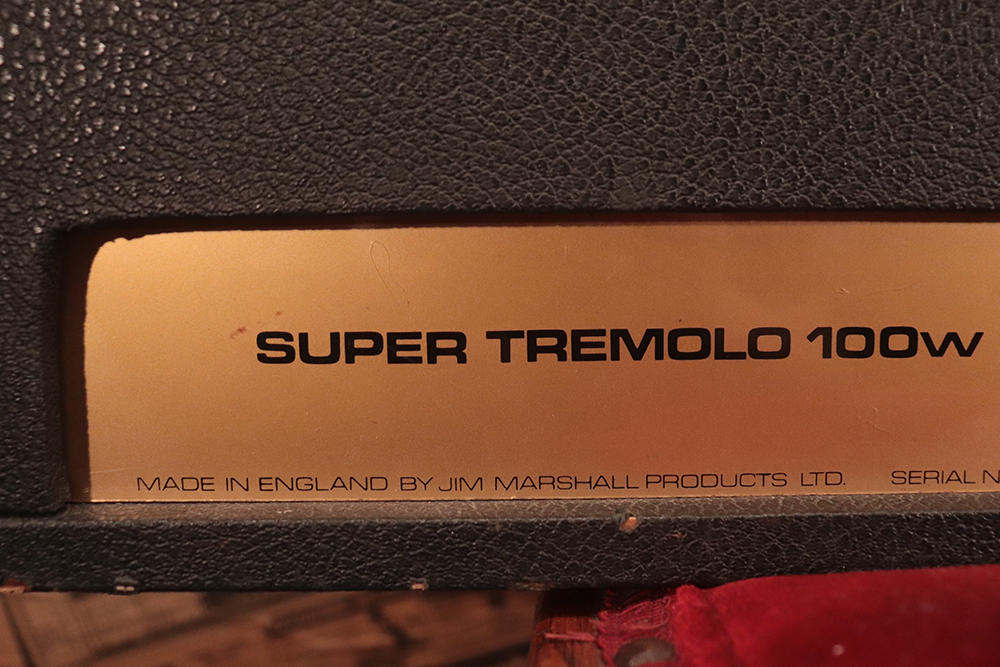 SUPER TREMOLO 100w
MADE IN ENGLAND BY JIM MARSHALL PRODUCTS LTD. SERIAL N